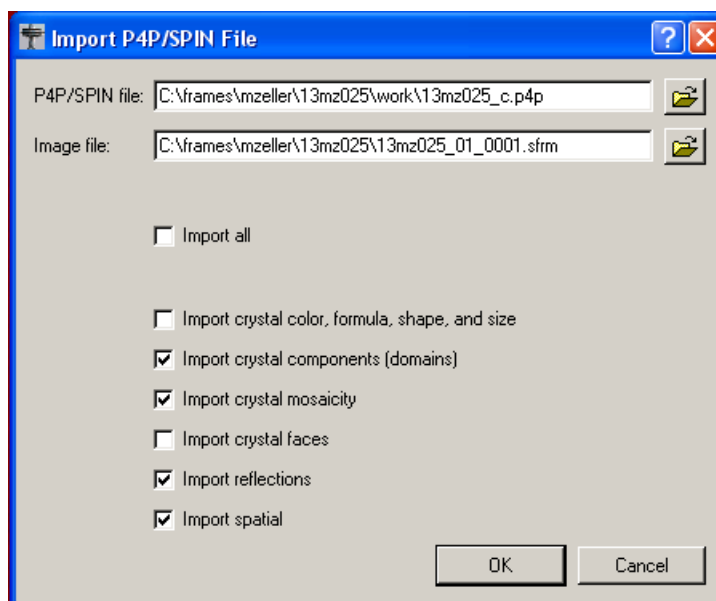 Import P4P/SPIN File
P4P/SPIN file: C:\frames\mzeller\13mz025\work\13mz025_c.p4p
Image file: C:\frames\mzeller\13mz025\13mz025_01_0001.sfrm
Import all
Import crystal color, formula, shape, and size
Import crystal components (domains)
Import crystal mosaicity
Import crystal faces
Import reflections
Import spatial
OK Cancel